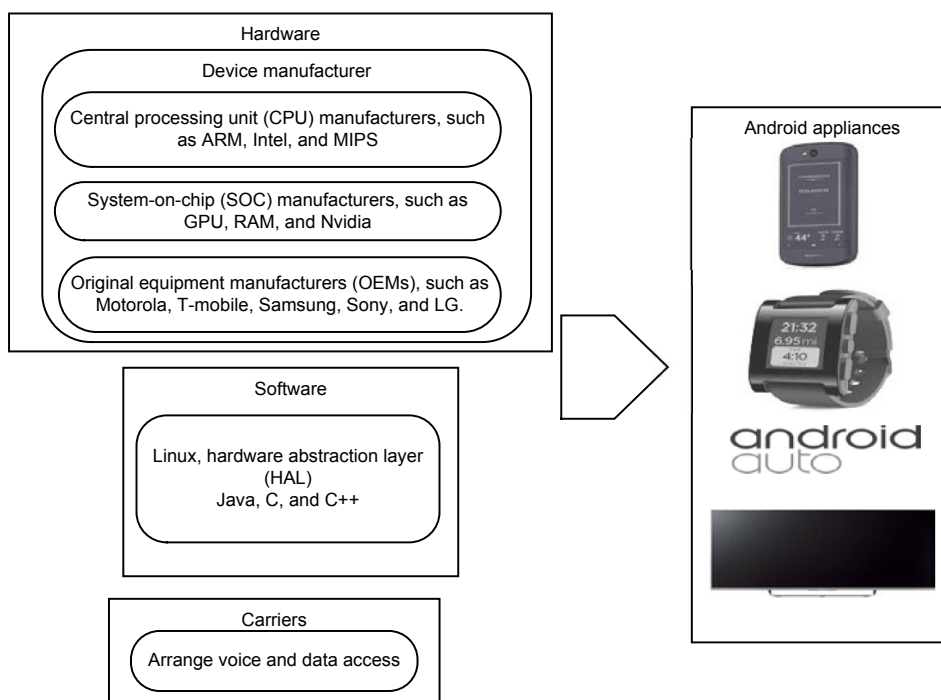 Hardware
Device manufacturer
Central processing unit (CPU) manufacturers, such
as ARM, Intel, and MIPS
System-on-chip (SOC) manufacturers, such as
GPU, RAM, and Nvidia
Original equipment manufacturers (OEMs), such as
Motorola, T-mobile, Samsung, Sony, and LG.
Software
Linux, hardware abstraction layer
(HAL)
Java, C, and C++
Carriers
Arrange voice and data access
Android appliances
44°
21:32
6.95 mi
4:10
android
auto